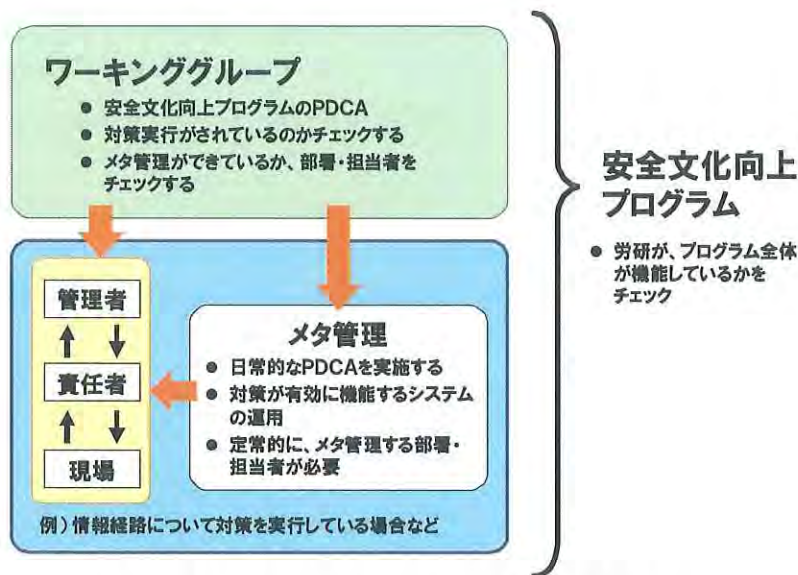 ワーキンググループ
● 安全文化向上プログラムのPDCA
● 対策実行がされているのかチェックする
● メタ管理ができているか、部署・担当者を
チェックする
安全文化向上
プログラム
● 労研が、プログラム全体
が機能しているかを
チェック
管理者
責任者
現場
メタ管理
● 日常的なPDCAを実施する
● 対策が有効に機能するシステム
の運用
● 定常的に、メタ管理する部署・
担当者が必要
例）情報経路について対策を実行している場合など